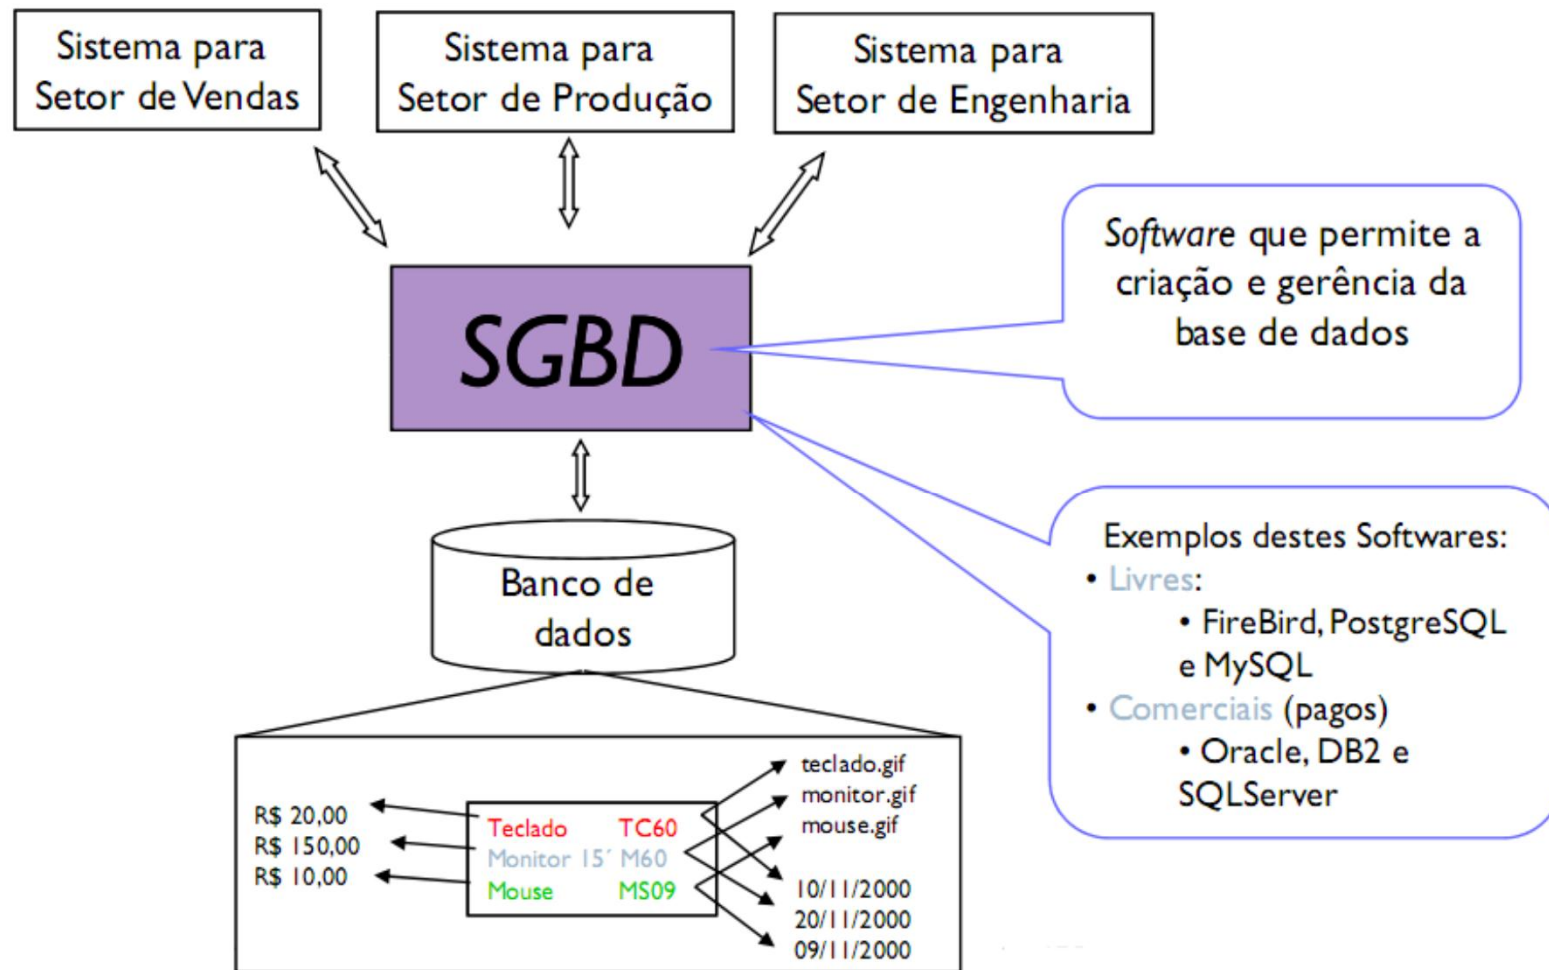 Sistema para
Setor de Vendas
Sistema para
Setor de Produção
Sistema para
Setor de Engenharia
SGBD
Software que permite a
criação e gerência da
base de dados
Banco de
dados
Exemplos destes Softwares:
• Livres:
• FireBird, PostgreSQL
e MySQL
• Comerciais (pagos)
• Oracle, DB2 e
SQLServer
R$ 20,00
R$ 150,00
R$ 10,00
Teclado TC60
Monitor 15´ M60
Mouse MS09
teclado.gif
monitor.gif
mouse.gif
10/11/2000
20/11/2000
09/11/2000